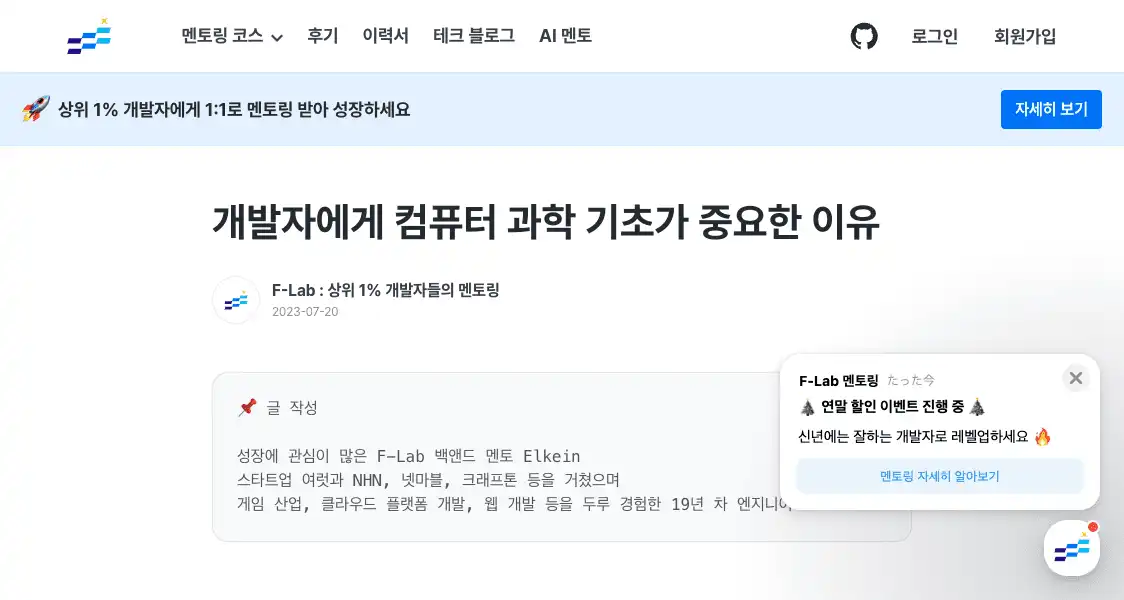 멘토링 코스
후기
이력서
테크 블로그
AI 멘토
로그인
회원가입
상위 1% 개발자에게 1:1로 멘토링 받아 성장하세요
자세히 보기
개발자에게 컴퓨터 과학 기초가 중요한 이유
F-Lab : 상위 1% 개발자들의 멘토링
2023-07-20
글 작성
성장에 관심이 많은 F-Lab 백앤드 멘토 Elkein
스타트업 여럿과 NHN, 넷마블, 크래프톤 등을 거쳤으며
게임 산업, 클라우드 플랫폼 개발, 웹 개발 등을 두루 경험한 19년 차 엔지니어
F-Lab 멘토링 たった今
🎄 연말 할인 이벤트 진행 중 🎄
신년에는 잘하는 개발자로 레벨업하세요 🔥
멘토링 자세히 알아보기